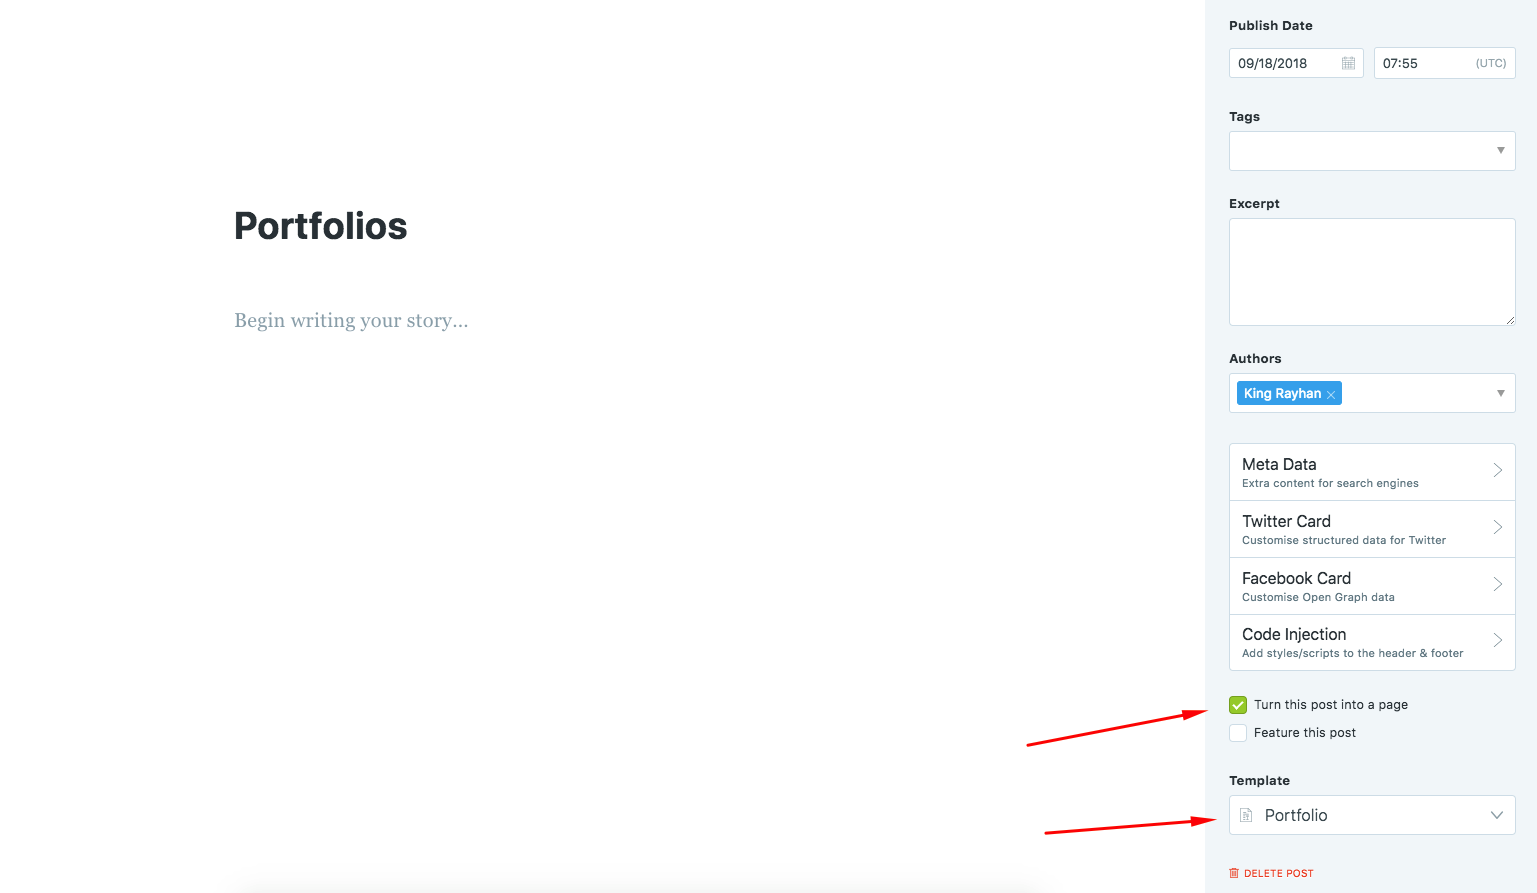 Portfolios
Begin writing your story...
Publish Date
09/18/2018
07:55 (UTC)
Tags
Excerpt
Authors
King Rayhan ×
Meta Data
Extra content for search engines
Twitter Card
Customise structured data for Twitter
Facebook Card
Customise Open Graph data
Code Injection
Add styles/scripts to the header & footer
Turn this post into a page
Feature this post
Template
Portfolio
DELETE POST